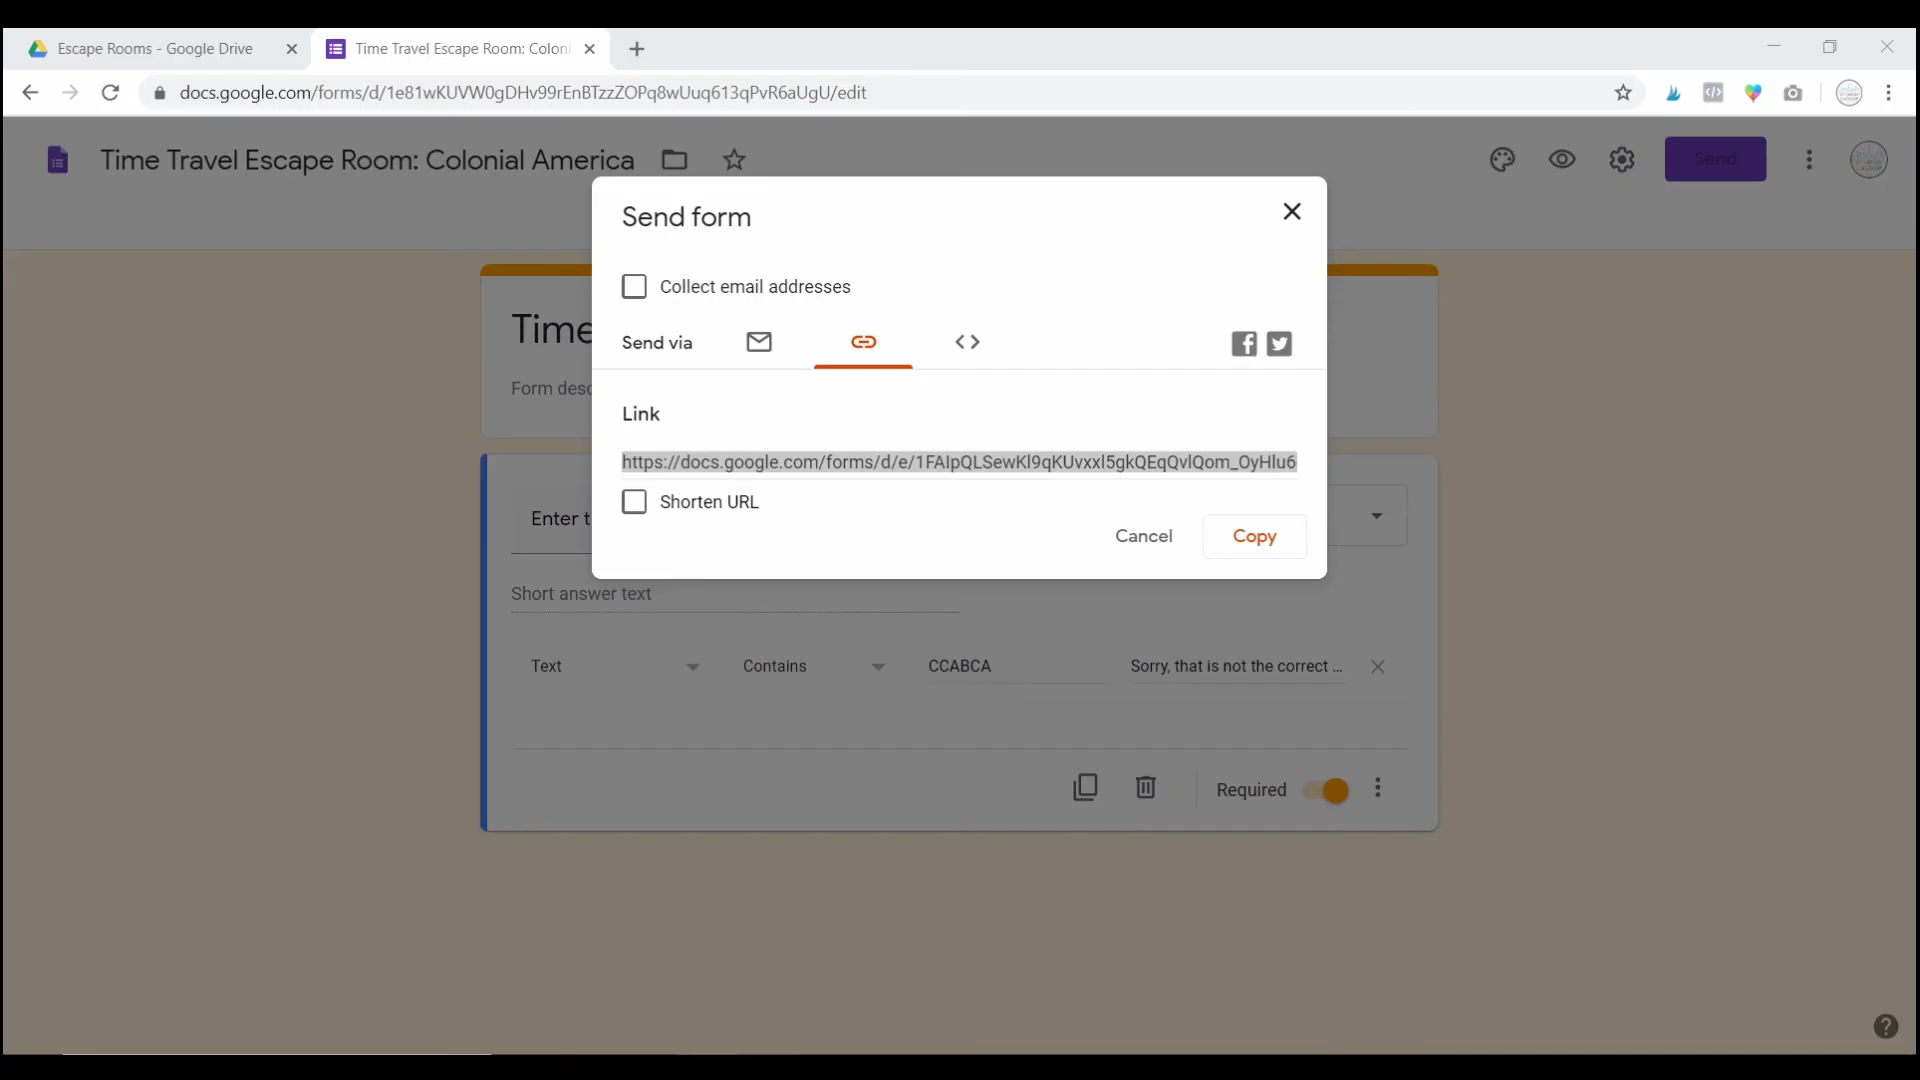 Escape Rooms - Google Drive
Time Travel Escape Room: Colon
docs.google.com/forms/d/1e81wKUVW0gDHv99rEnBTzzZOPq8wUuq613qPvR6aUgU/edit
Time Travel Escape Room: Colonial America
Send
Send form
Collect email addresses
Send via
Time
Form desc
Link
https://docs.google.com/forms/d/e/1FAIpQLSewKl9qKUvxxl5gkQEqQvlQom_OyHlu6
Shorten URL
Enter t
Cancel
Copy
Short answer text
Text
Contains
CCABCA
Sorry, that is not the correct ...
Required